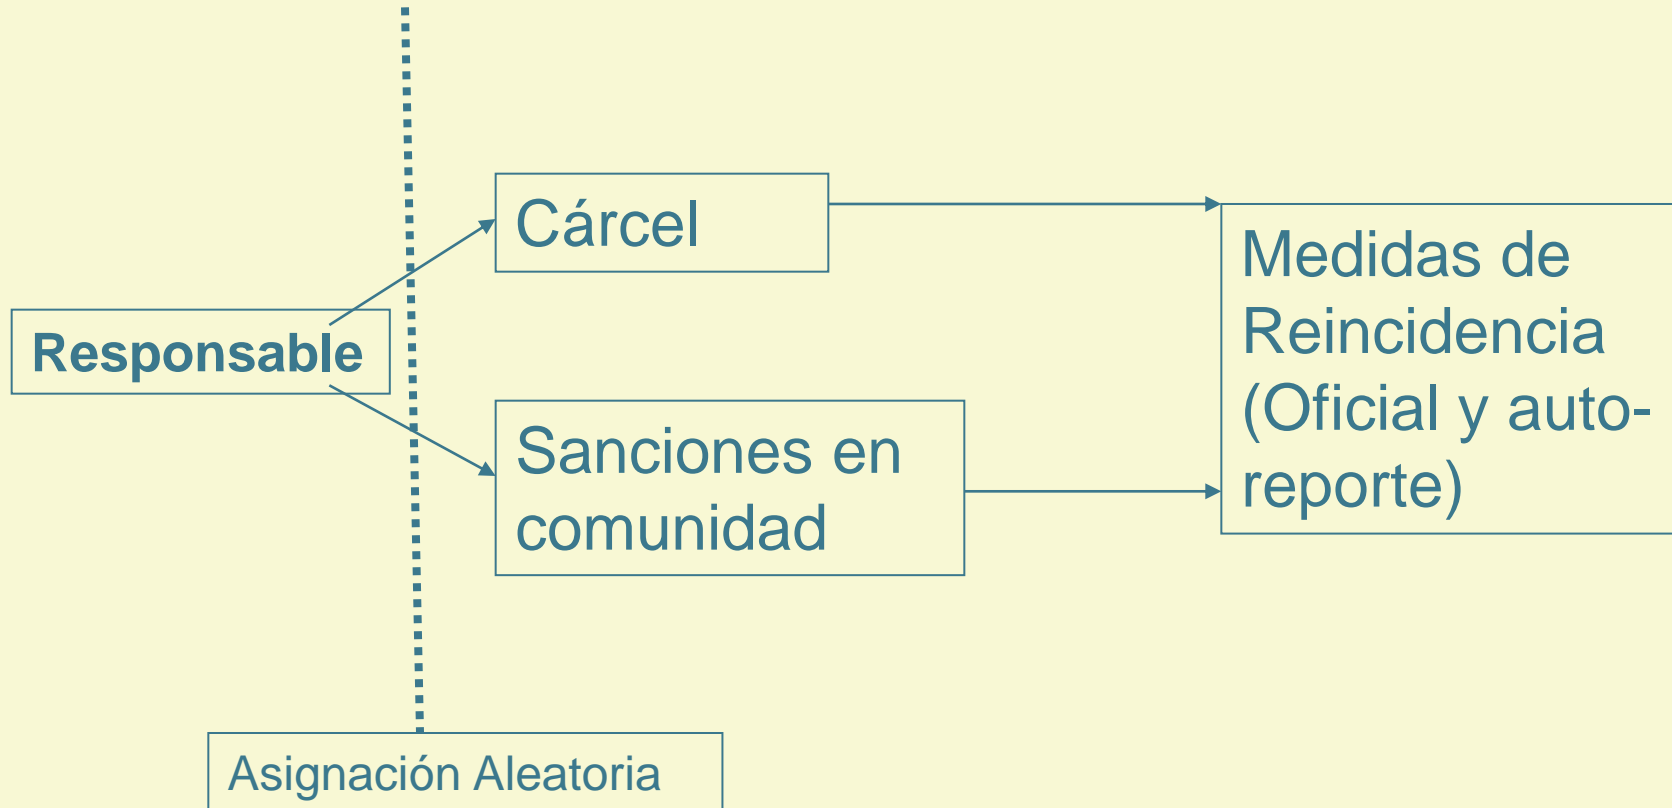 Cárcel
Responsable
Sanciones en
comunidad
Medidas de
Reincidencia
(Oficial y auto-
reporte)
Asignación Aleatoria